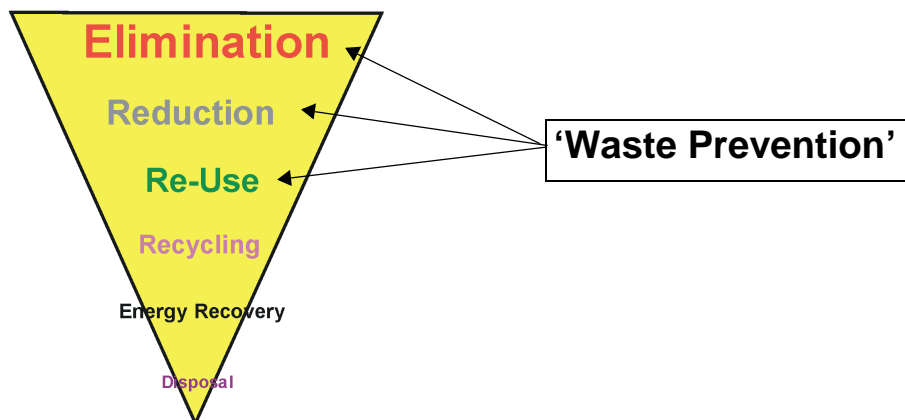 Elimination
Reduction
‘Waste Prevention’
Re-Use
Recycling
Energy Recovery
Disposal